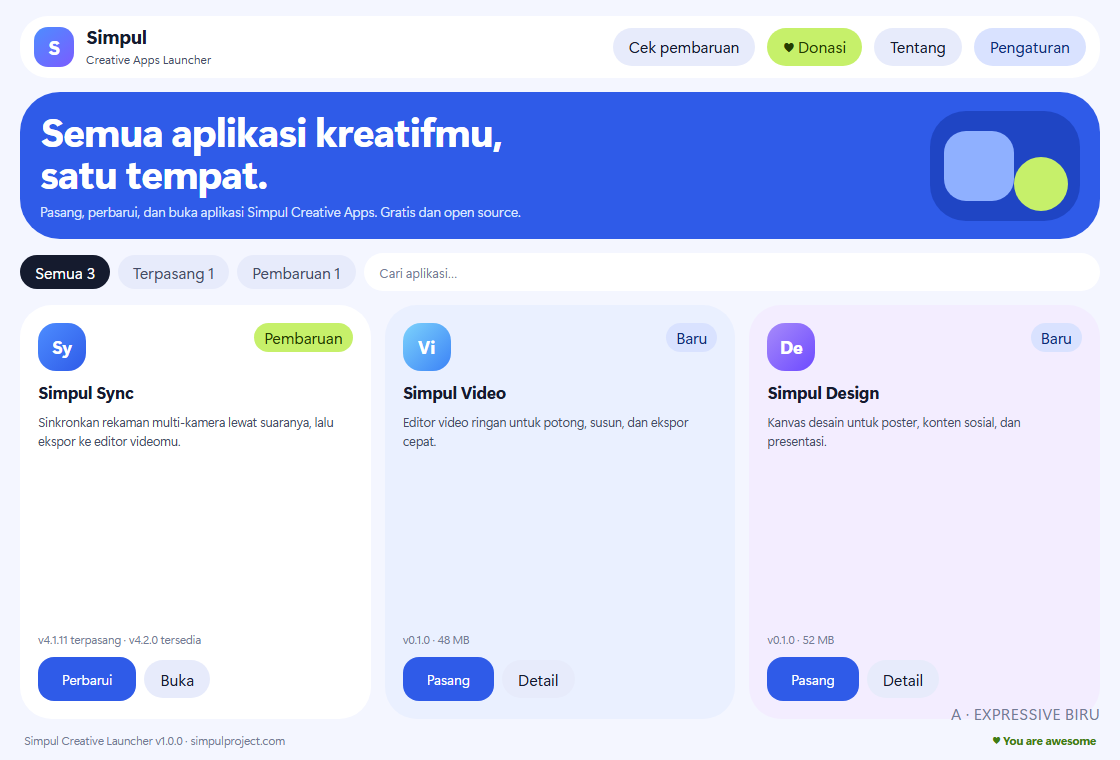 S
Simpul
Creative Apps Launcher
Cek pembaruan
♥ Donasi
Tentang
Pengaturan
Semua aplikasi kreatifmu,
satu tempat.
Pasang, perbarui, dan buka aplikasi Simpul Creative Apps. Gratis dan open source.
Semua 3
Terpasang 1
Pembaruan 1
Cari aplikasi...
Sy
Pembaruan
Simpul Sync
Sinkronkan rekaman multi-kamera lewat suaranya, lalu
ekspor ke editor videomu.
v4.1.11 terpasang · v4.2.0 tersedia
Perbarui
Buka
Vi
Baru
Simpul Video
Editor video ringan untuk potong, susun, dan ekspor
cepat.
v0.1.0 · 48 MB
Pasang
Detail
De
Baru
Simpul Design
Kanvas desain untuk poster, konten sosial, dan
presentasi.
v0.1.0 · 52 MB
Pasang
Detail
A · EXPRESSIVE BIRU
Simpul Creative Launcher v1.0.0 · simpulproject.com
♥ You are awesome